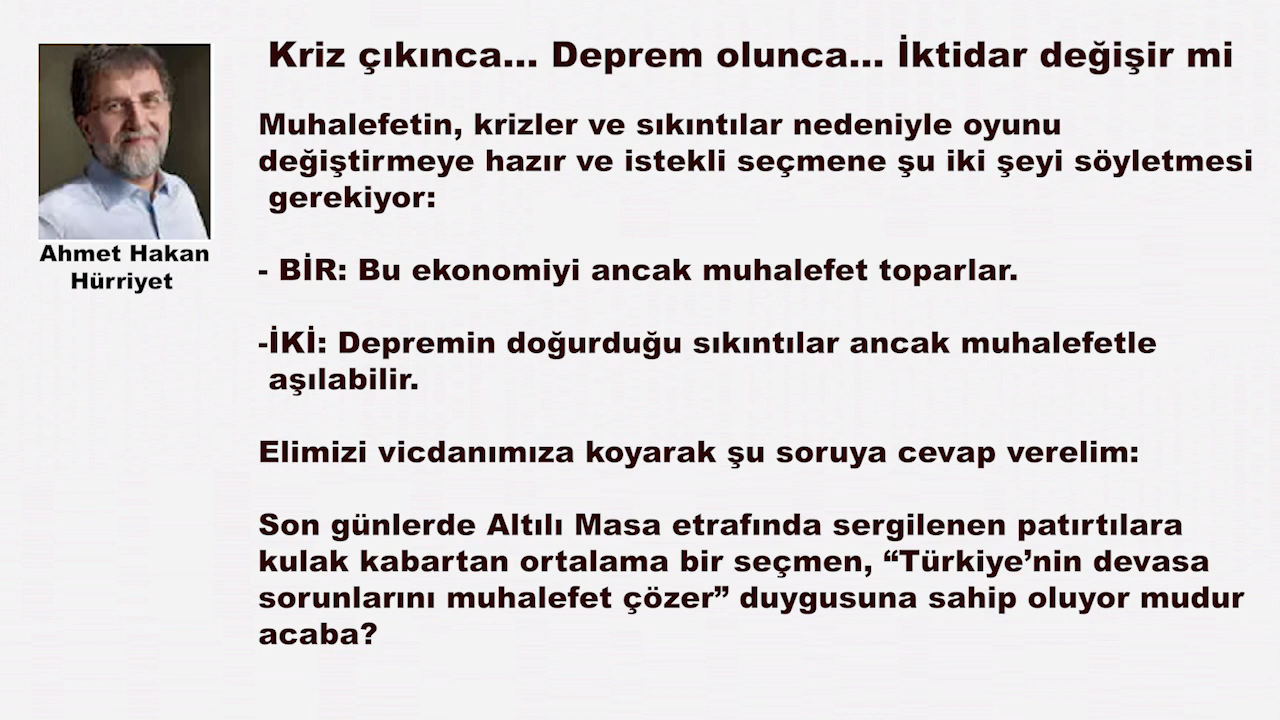 Kriz çıkınca... Deprem olunca... İktidar değişir mi
Muhalefetin, krizler ve sıkıntılar nedeniyle oyunu
değiştirmeye hazır ve istekli seçmene şu iki şeyi söyletmesi
gerekiyor:
Ahmet Hakan
Hürriyet
- BİR: Bu ekonomiyi ancak muhalefet toparlar.
-İKİ: Depremin doğurduğu sıkıntılar ancak muhalefetle
aşılabilir.
Elimizi vicdanımıza koyarak şu soruya cevap verelim:
Son günlerde Altılı Masa etrafında sergilenen patırtılara
kulak kabartan ortalama bir seçmen, “Türkiye’nin devasa
sorunlarını muhalefet çözer” duygusuna sahip oluyor mudur
acaba?